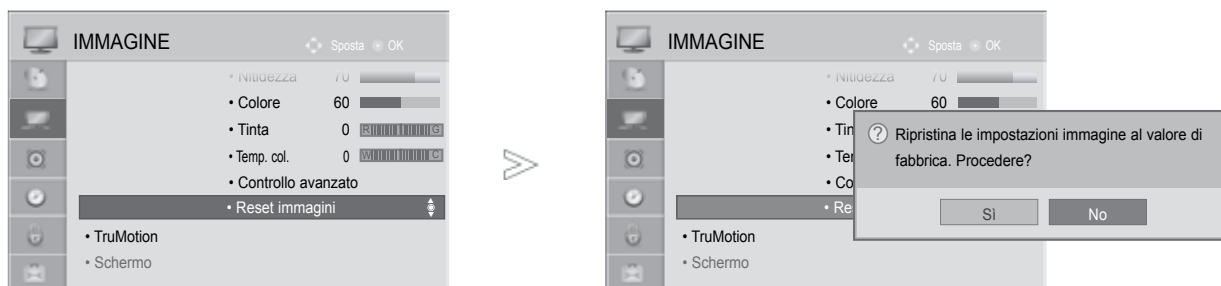 IMMAGINE
Sposta OK
• Nitidezza 70
• Colore 60
• Tinta 0 R G
• Temp. col. 0 W C
• Controllo avanzato
• Reset immagini
• TruMotion
• Schermo
IMMAGINE
Sposta OK
• Nitidezza 70
• Colore 60
• Tin
• Ter
• Co
• Re
• TruMotion
• Schermo
? Ripristina le impostazioni immagine al valore di
fabbrica. Procedere?
Sì No